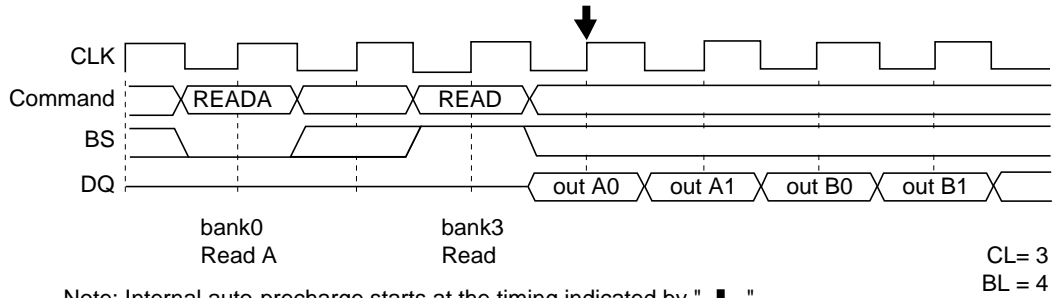 CLK
Command READA READ
BS
DQ out A0 out A1 out B0 out B1
bank0 bank3
Read A Read
CL= 3
BL = 4
Note: Internal auto-precharge starts at the timing indicated by " ".